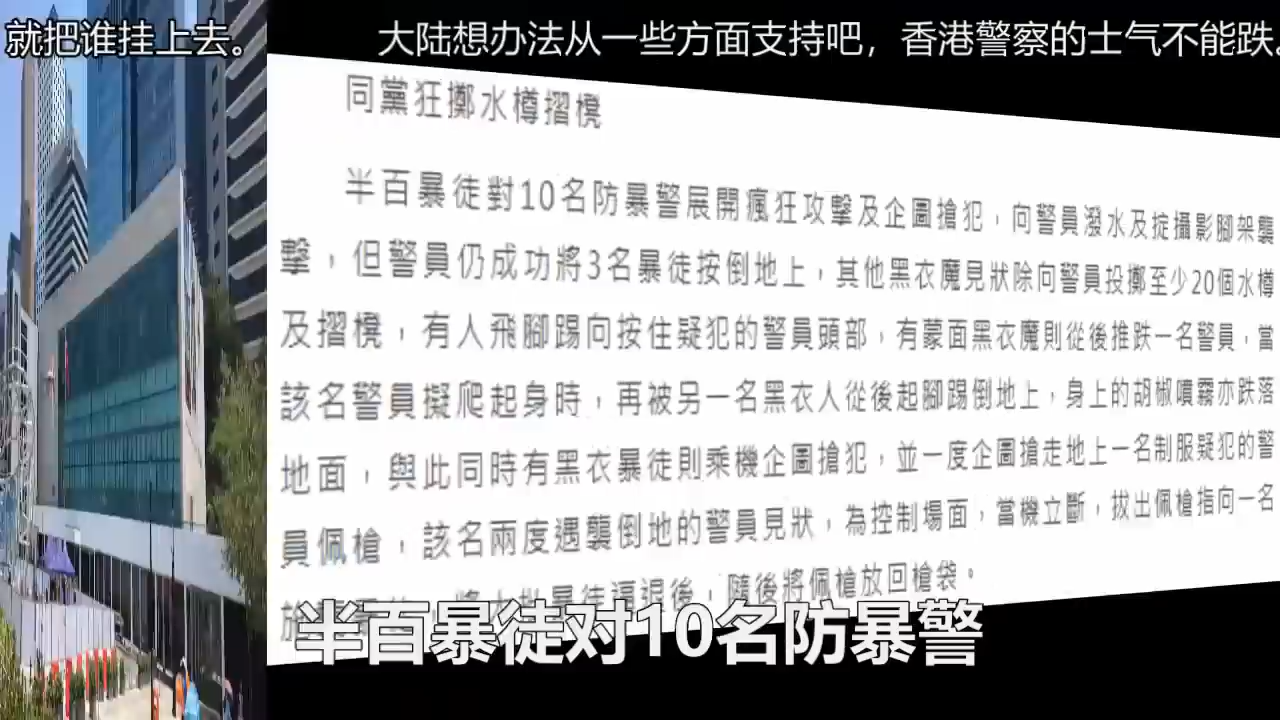 就把谁挂上去。
大陆想办法从一些方面支持吧，香港警察的士气不能跌
同黨狂擲水樽摺櫈
半百暴徒對10名防暴警展開瘋狂攻擊及企圖搶犯，向警員潑水及掟攝影腳架襲
擊，但警員仍成功將3名暴徒按倒地上，其他黑衣魔見狀除向警員投擲至少20個水樽
及摺櫈，有人飛腳踢向按住疑犯的警員頭部，有蒙面黑衣魔則從後推跌一名警員，當
該名警員擬爬起身時，再被另一名黑衣人從後起腳踢倒地上，身上的胡椒噴霧亦跌落
地面，與此同時有黑衣暴徒則乘機企圖搶犯，並一度企圖搶走地上一名制服疑犯的警
員佩槍，該名兩度遇襲倒地的警員見狀，為控制場面，當機立斷，拔出佩槍指向一名
暴徒逼退後，隨後將佩槍放回槍袋。
半百暴徒对10名防暴警